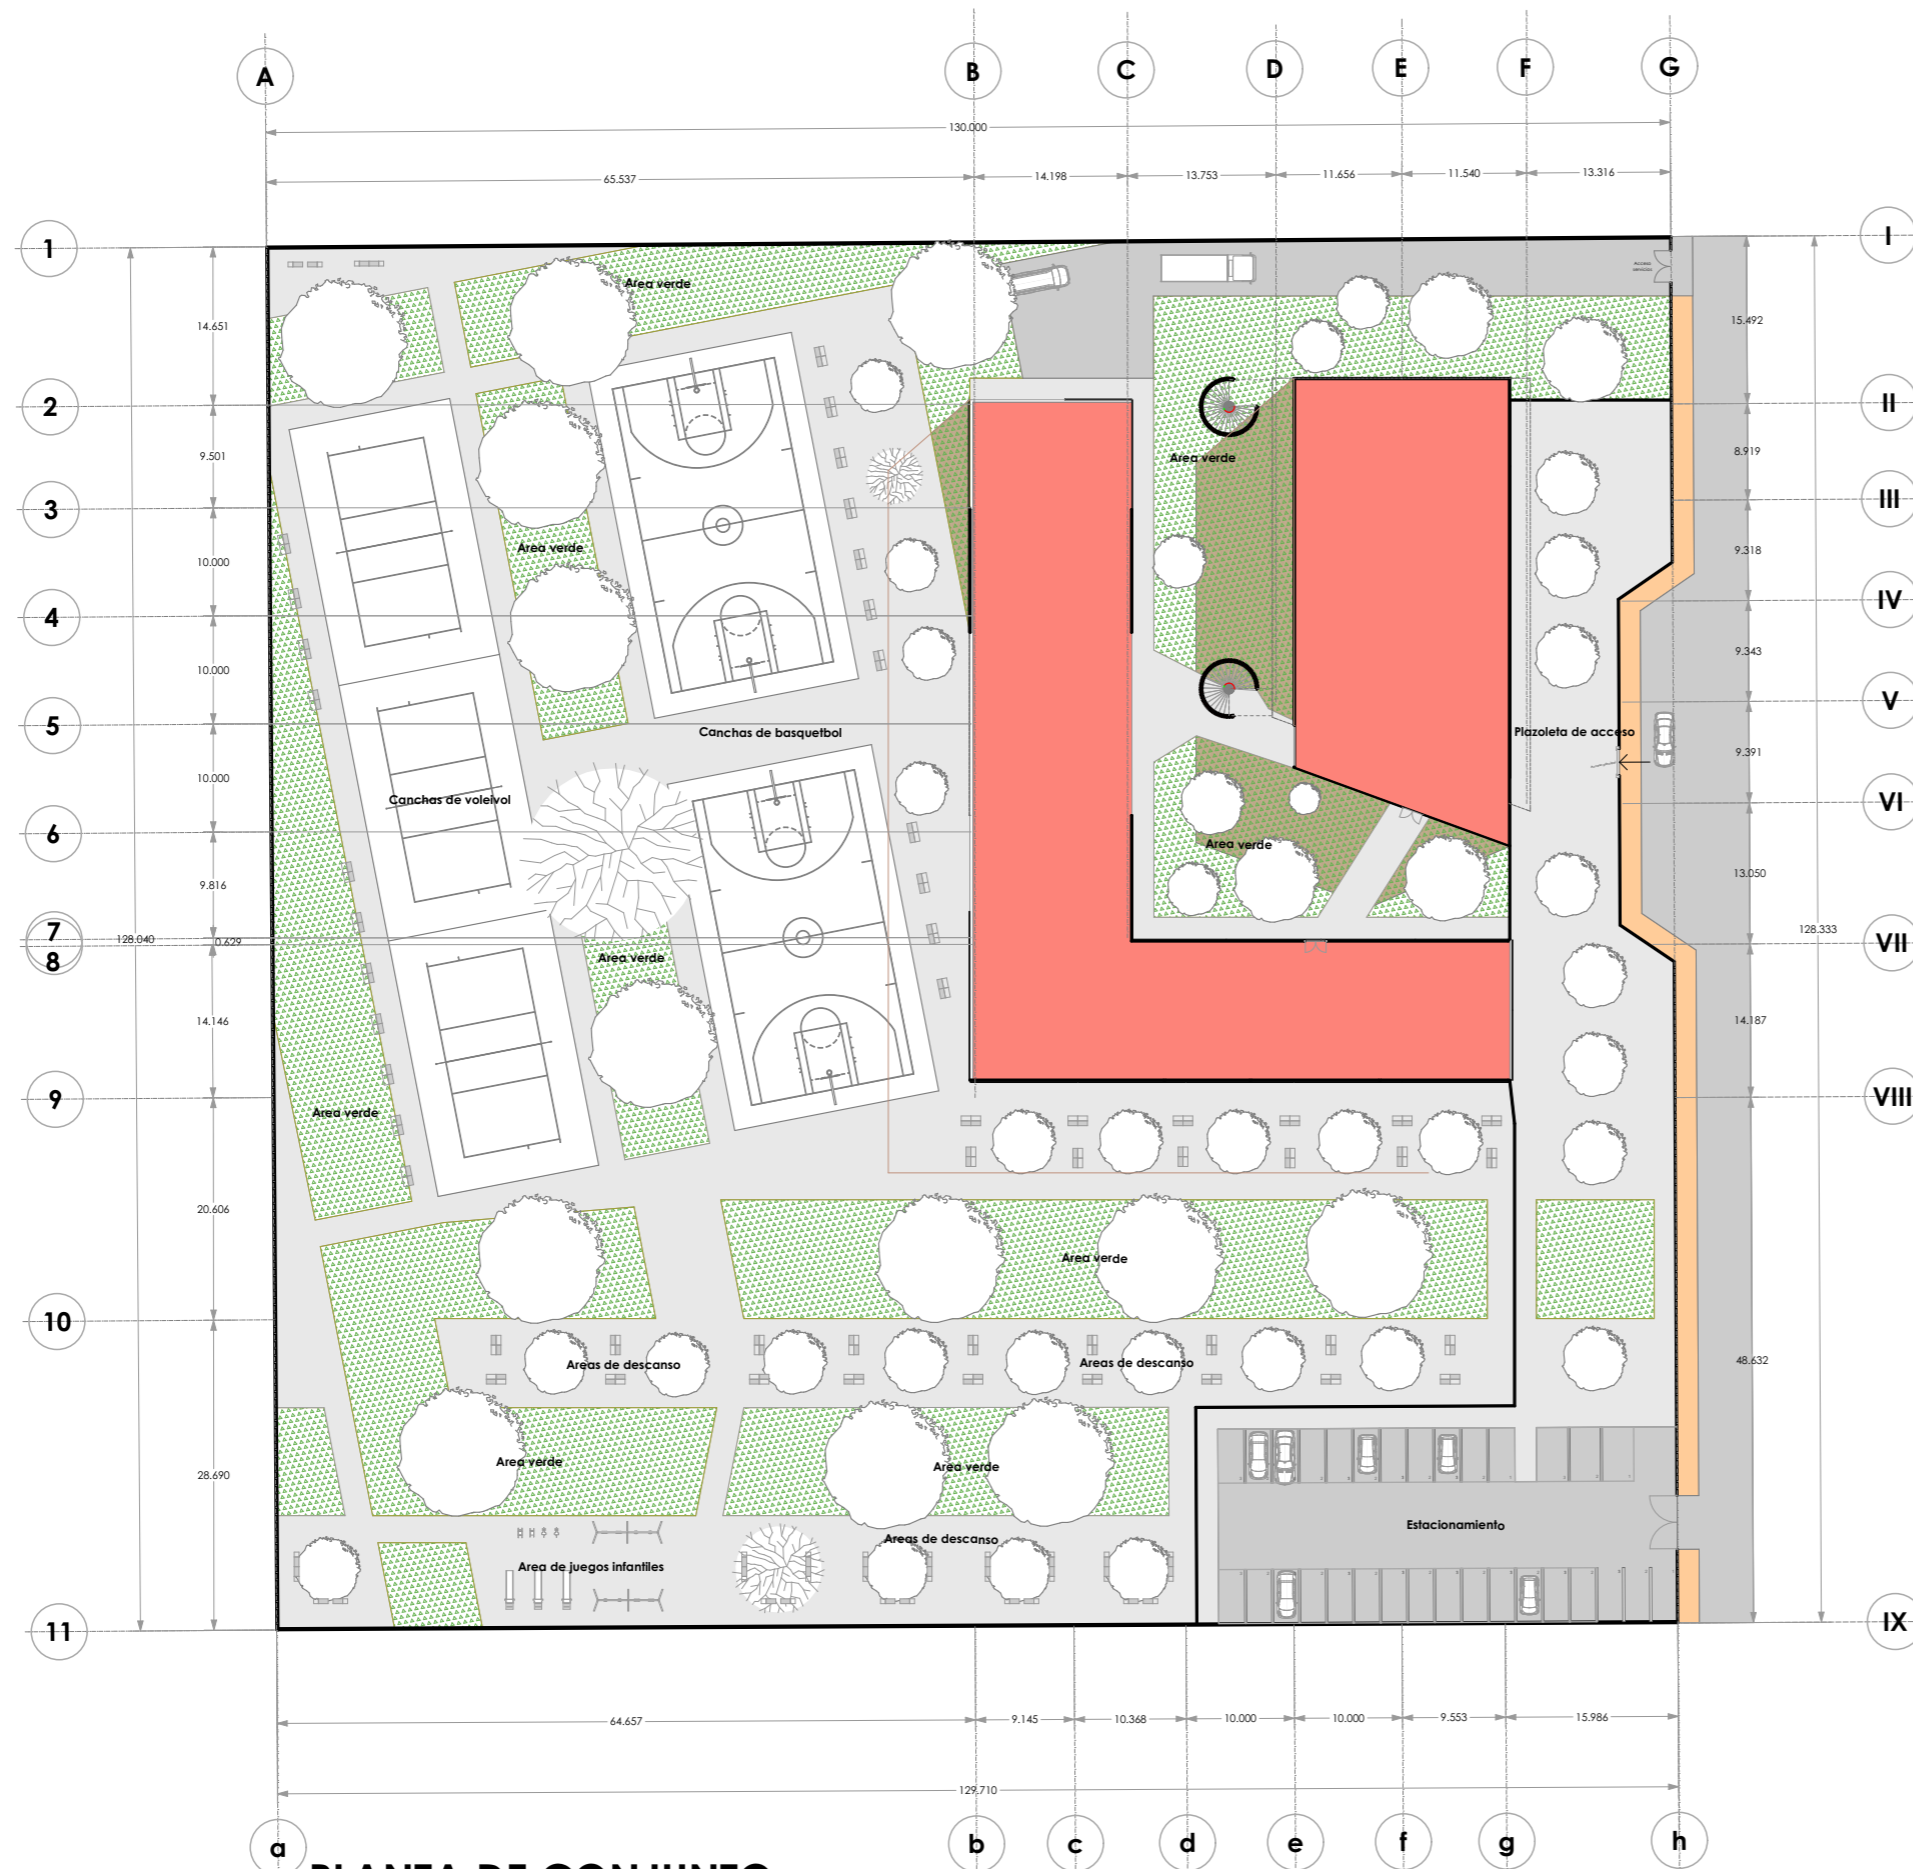 A
B
C
D
E
F
G
130.000
65.537
14.198
13.753
11.656
11.540
13.316
1
I
Acceso
servicios
Area verde
14.651
15.492
2
II
9.501
8.919
Area verde
3
III
Area verde
10.000
9.318
4
IV
10.000
9.343
5
V
Canchas de basquetbol
Plazoleta de acceso
10.000
9.391
Canchas de voleivol
6
VI
Area verde
9.816
13.050
7
128.040
0.629
128.333
8
VII
Area verde
14.146
14.187
9
VIII
Area verde
20.606
Area verde
10
Areas de descanso
Areas de descanso
48.632
28.690
Area verde
Area verde
Estacionamiento
Areas de descanso
Area de juegos infantiles
11
IX
64.657
9.145
10.368
10.000
10.000
9.553
15.986
129.710
a
b
c
d
e
f
g
h
PLANTA DE CONJUNTO